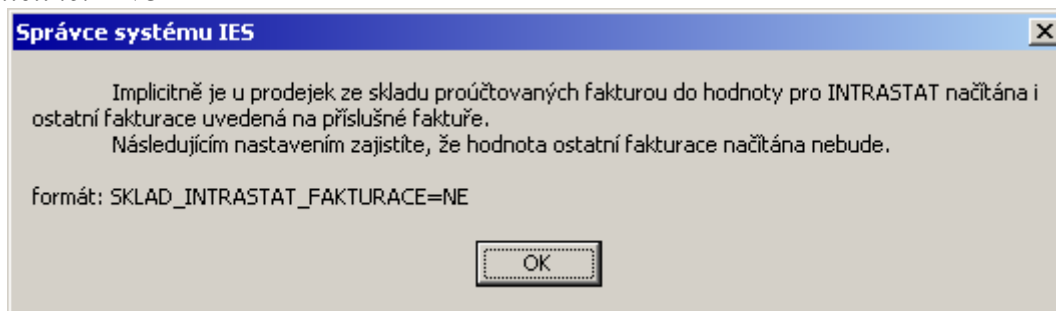 Správce systému IES
Implicitně je u prodejek ze skladu proúčtovaných fakturou do hodnoty pro INTRASTAT načítána i
ostatní fakturace uvedená na příslušné faktuře.
Následujícím nastavením zajistíte, že hodnota ostatní fakturace načítána nebude.
formát: SKLAD_INTRASTAT_FAKTURACE=NE
OK